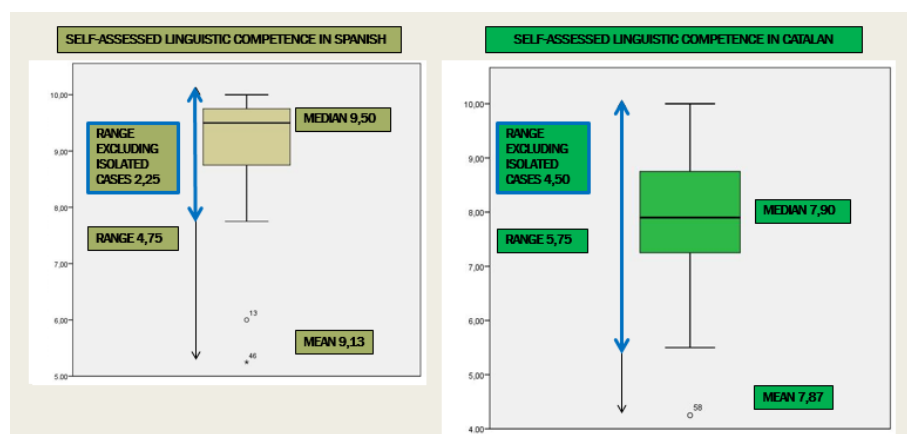 SELF-ASSESSED LINGUISTIC COMPETENCE IN SPANISH
10,00
9,00
8,00
7,00
6,00
5,00
RANGE
EXCLUDING
ISOLATED
CASES 2,25
RANGE 4,75
MEDIAN 9,50
13
46
MEAN 9,13
SELF-ASSESSED LINGUISTIC COMPETENCE IN CATALAN
10,00
9,00
8,00
7,00
6,00
5,00
4,00
RANGE
EXCLUDING
ISOLATED
CASES 4,50
RANGE 5,75
MEDIAN 7,90
58
MEAN 7,87